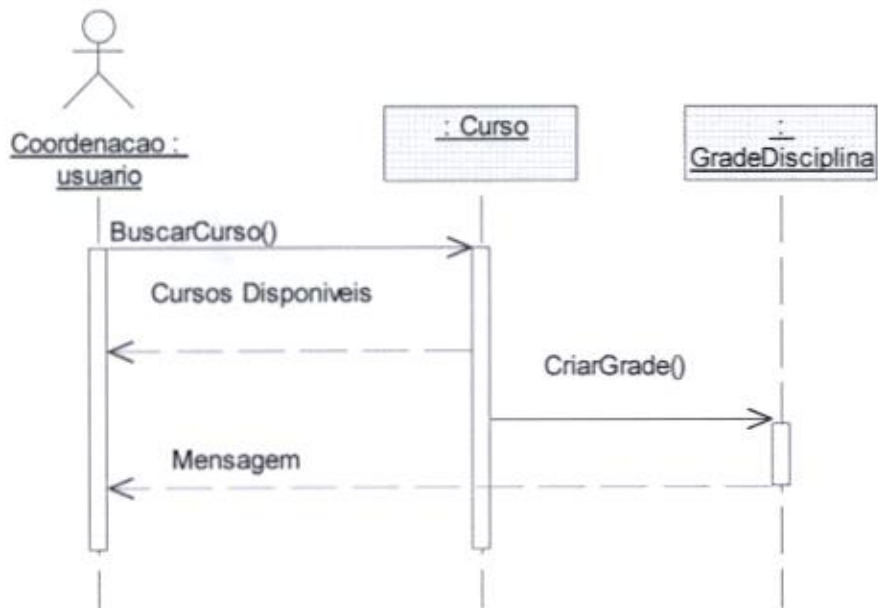 Coordenacao :
usuario
: Curso
:
GradeDisciplina
BuscarCurso()
Cursos Disponiveis
CriarGrade()
Mensagem